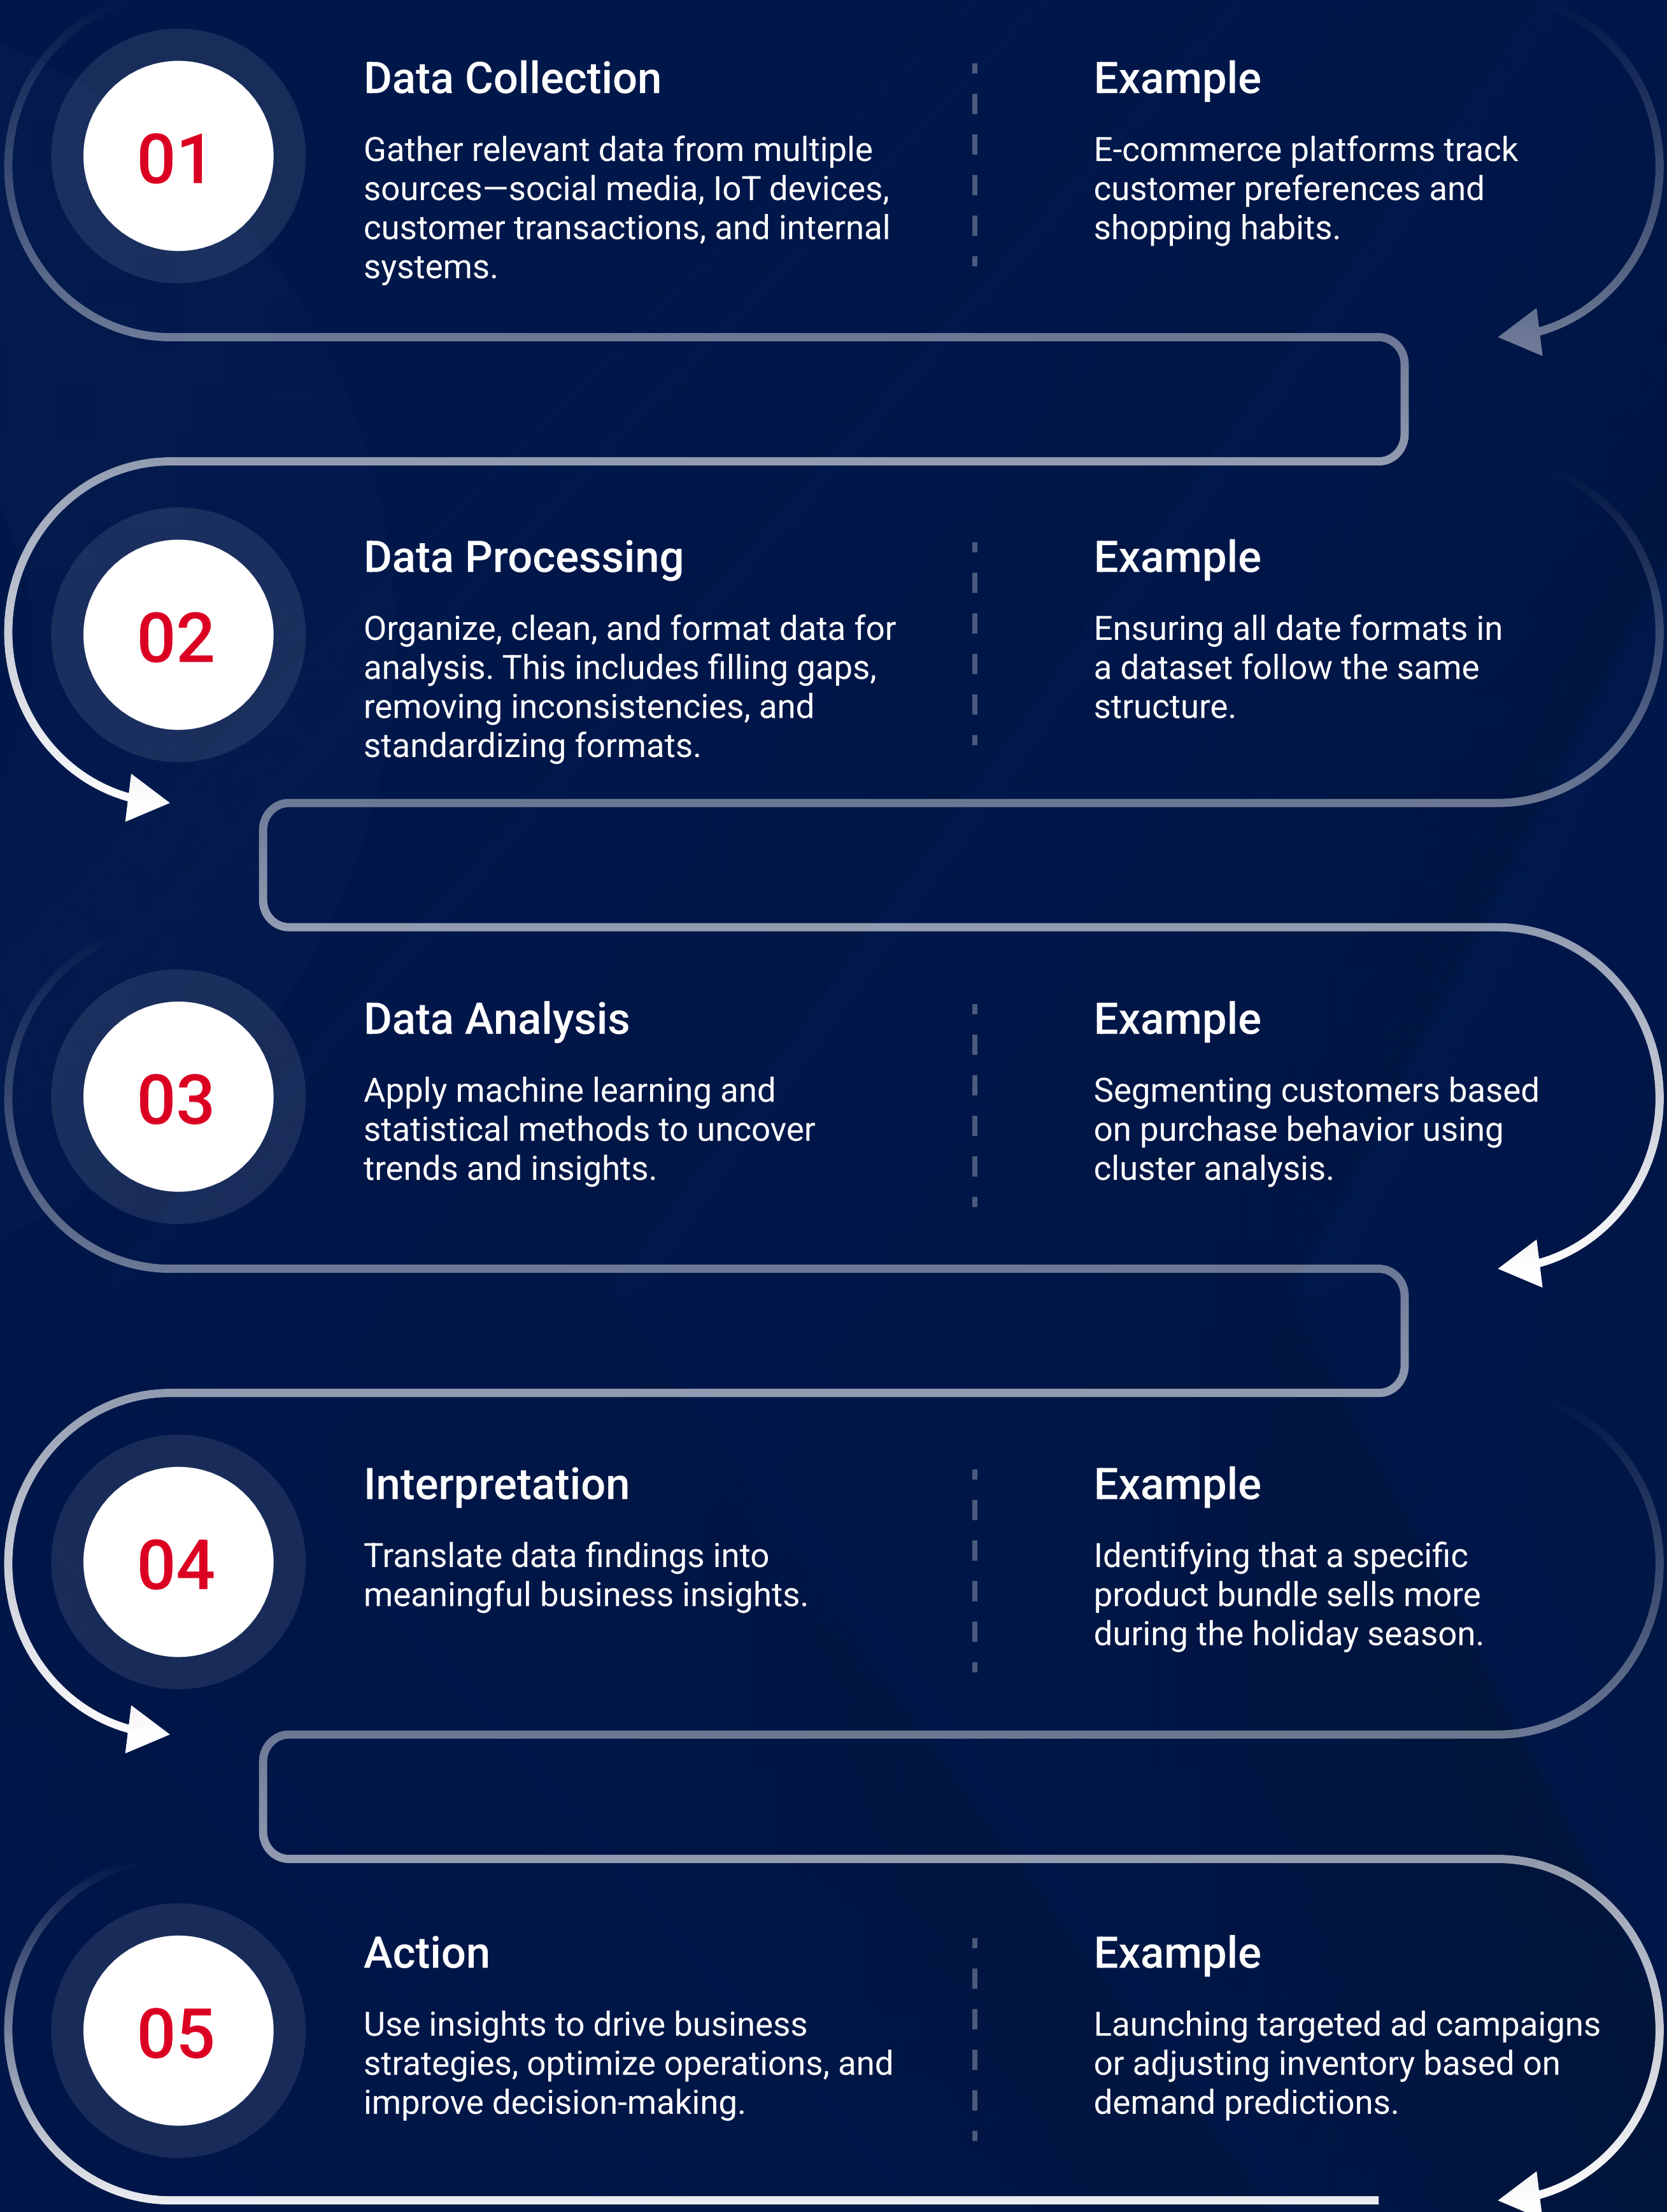 01
Data Collection
Gather relevant data from multiple
sources—social media, IoT devices,
customer transactions, and internal
systems.
Example
E-commerce platforms track
customer preferences and
shopping habits.
02
Data Processing
Organize, clean, and format data for
analysis. This includes filling gaps,
removing inconsistencies, and
standardizing formats.
Example
Ensuring all date formats in
a dataset follow the same
structure.
03
Data Analysis
Apply machine learning and
statistical methods to uncover
trends and insights.
Example
Segmenting customers based
on purchase behavior using
cluster analysis.
04
Interpretation
Translate data findings into
meaningful business insights.
Example
Identifying that a specific
product bundle sells more
during the holiday season.
05
Action
Use insights to drive business
strategies, optimize operations, and
improve decision-making.
Example
Launching targeted ad campaigns
or adjusting inventory based on
demand predictions.